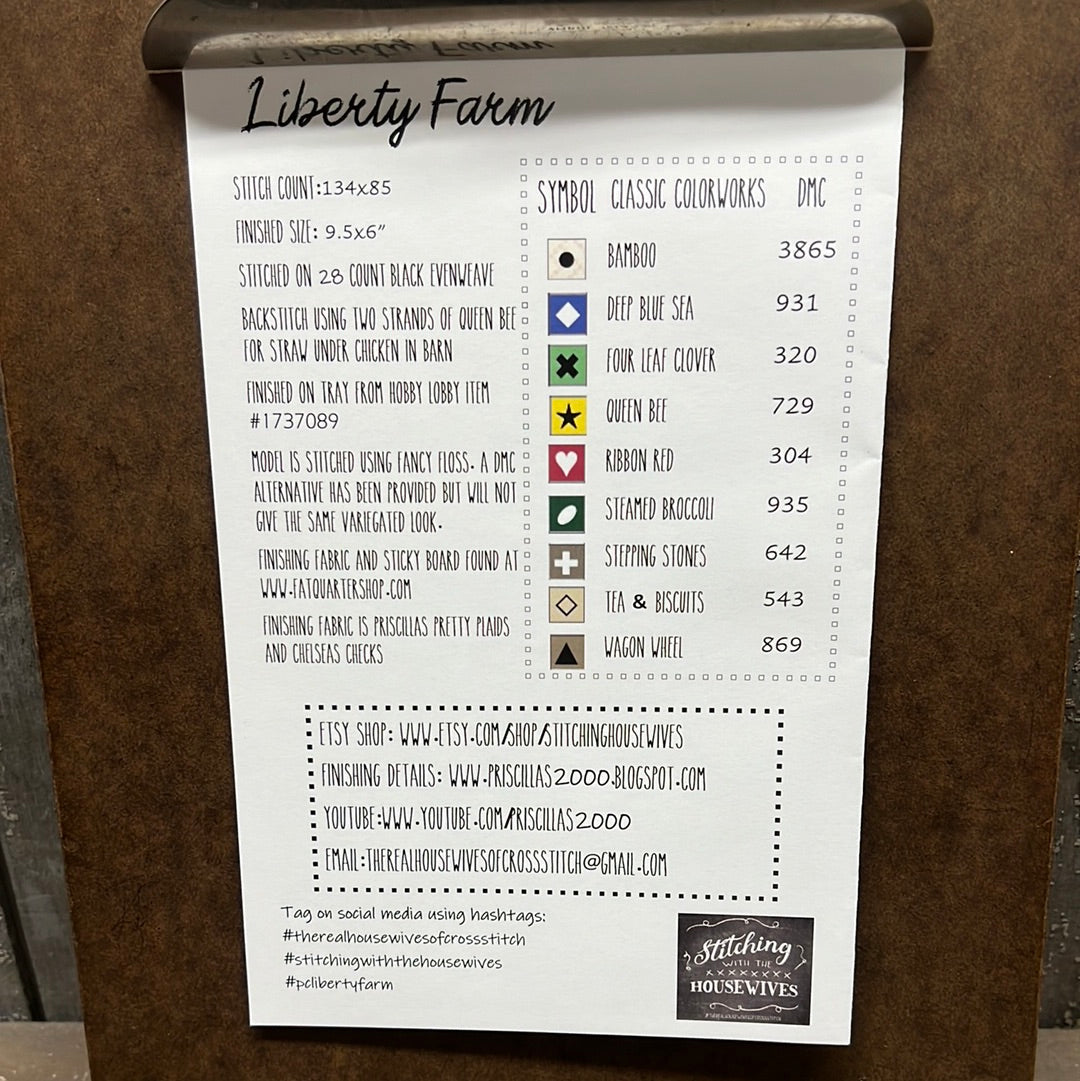 Liberty Farm
STITCH COUNT:134x85
FINISHED SIZE: 9.5x6"
STITCHED ON 28 COUNT BLACK EVENWEAVE
BACKSTITCH USING TWO STRANDS OF QUEEN BEE
FOR STRAW UNDER CHICKEN IN BARN
FINISHED ON TRAY FROM HOBBY LOBBY ITEM
#1737089
MODEL IS STITCHED USING FANCY FLOSS. A DMC
ALTERNATIVE HAS BEEN PROVIDED BUT WILL NOT
GIVE THE SAME VARIEGATED LOOK.
FINISHING FABRIC AND STICKY BOARD FOUND AT
WWW.FATQUARTERSHOP.COM
FINISHING FABRIC IS PRISCILLAS PRETTY PLAIDS
AND CHELSEAS CHECKS
SYMBOL CLASSIC COLORWORKS DMC
BAMBOO 3865
DEEP BLUE SEA 931
FOUR LEAF CLOVER 320
QUEEN BEE 729
RIBBON RED 304
STEAMED BROCCOLI 935
STEPPING STONES 642
TEA & BISCUITS 543
WAGON WHEEL 869
ETSY SHOP: WWW.ETSY.COM/SHOP/STITCHINGHOUSEWIVES
FINISHING DETAILS: WWW.PRISCILLAS2000.BLOGSPOT.COM
YOUTUBE:WWW.YOUTUBE.COM/PRISCILLAS2000
EMAIL:THEREALHOUSEWIVESOFCROSSSTITCH@GMAIL.COM
Tag on social media using hashtags:
#therealhousewivesofcrossstitch
#stitchingwiththehousewives
#pclibertyfarm
Stitching
WITH THE
XXXXXXXX
HOUSEWIVES